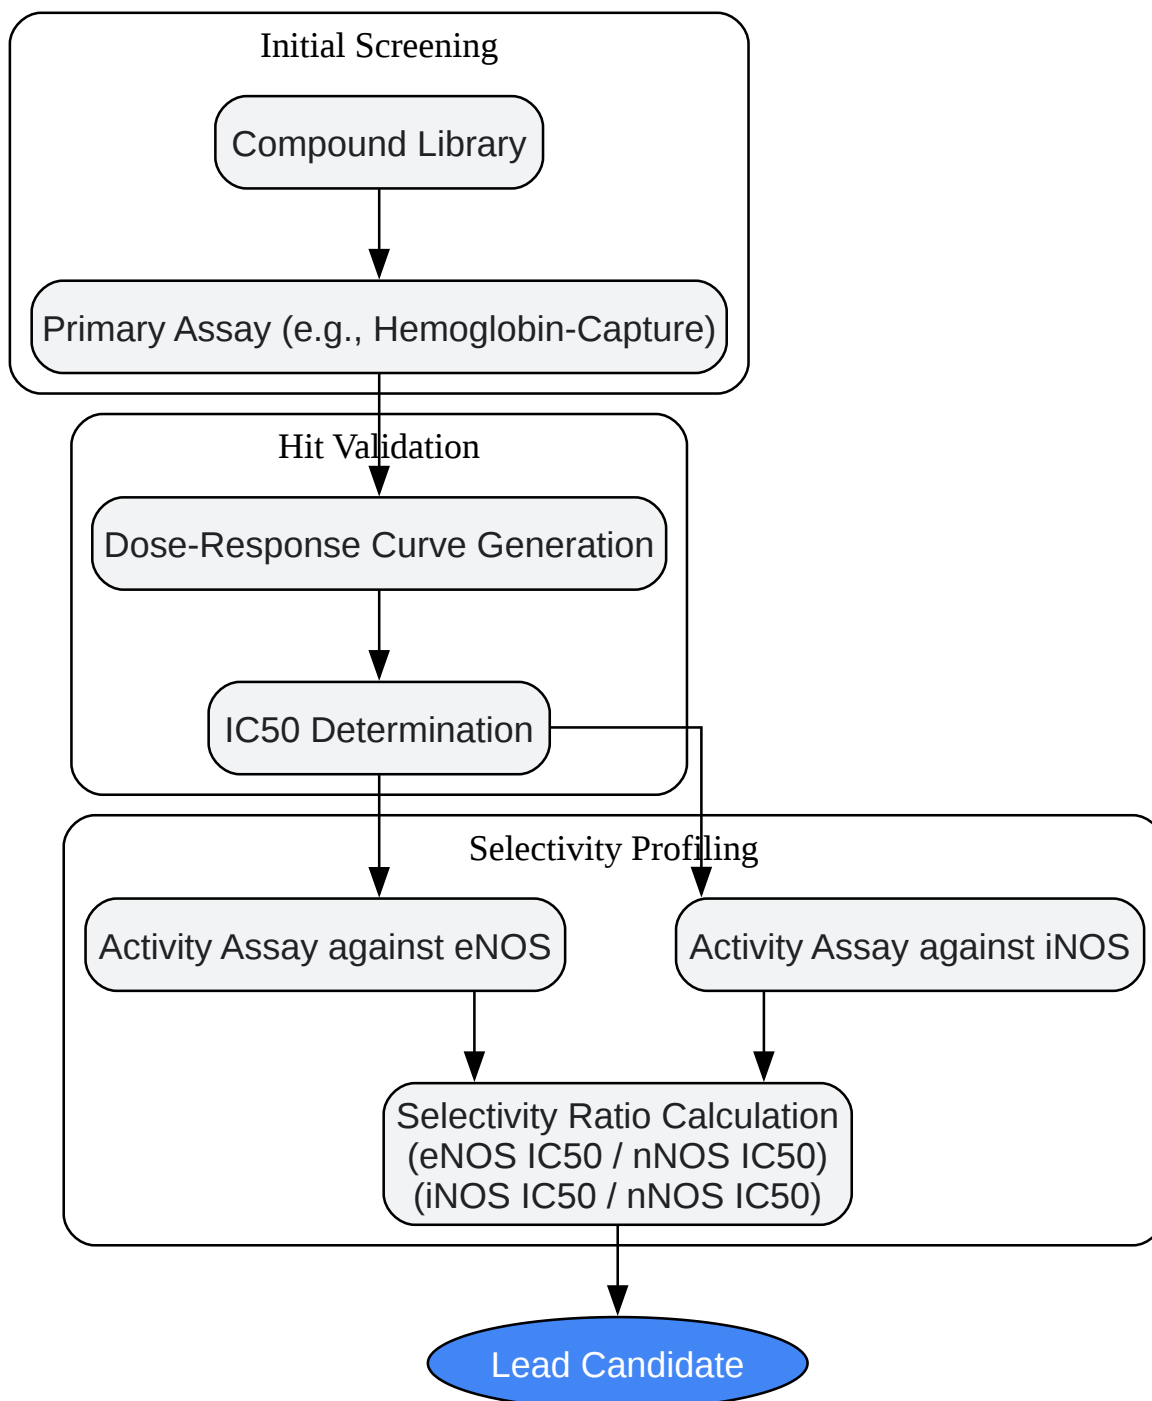 Initial Screening
Compound Library
Primary Assay (e.g., Hemoglobin-Capture)
Hit Validation
Dose-Response Curve Generation
IC50 Determination
Selectivity Profiling
Activity Assay against eNOS
Activity Assay against iNOS
Selectivity Ratio Calculation
(eNOS IC50 / nNOS IC50)
(iNOS IC50 / nNOS IC50)
Lead Candidate